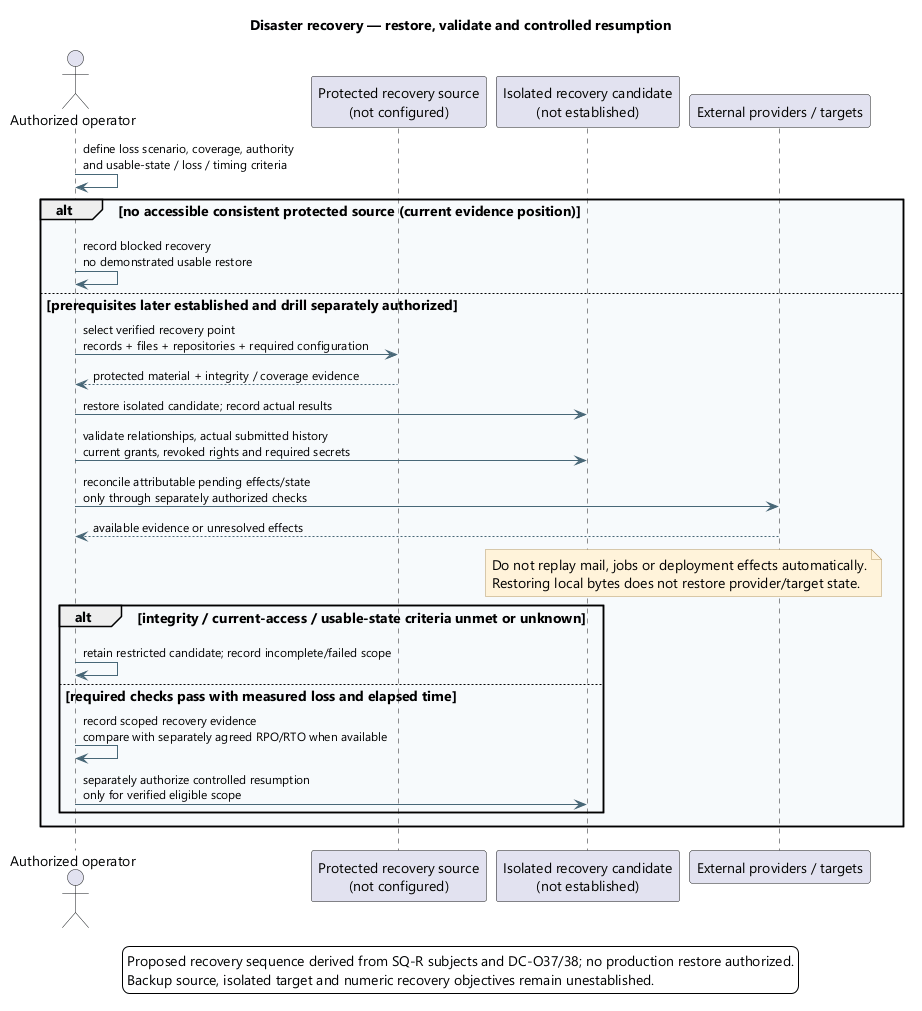 Disaster recovery — restore, validate and controlled resumption
Authorized operator
Protected recovery source
(not configured)
Isolated recovery candidate
(not established)
External providers / targets
define loss scenario, coverage, authority
and usable-state / loss / timing criteria
alt
[no accessible consistent protected source (current evidence position)]
record blocked recovery
no demonstrated usable restore
[prerequisites later established and drill separately authorized]
select verified recovery point
records + files + repositories + required configuration
protected material + integrity / coverage evidence
restore isolated candidate; record actual results
validate relationships, actual submitted history
current grants, revoked rights and required secrets
reconcile attributable pending effects/state
only through separately authorized checks
available evidence or unresolved effects
Do not replay mail, jobs or deployment effects automatically.
Restoring local bytes does not restore provider/target state.
alt
[integrity / current-access / usable-state criteria unmet or unknown]
retain restricted candidate; record incomplete/failed scope
[required checks pass with measured loss and elapsed time]
record scoped recovery evidence
compare with separately agreed RPO/RTO when available
separately authorize controlled resumption
only for verified eligible scope
Authorized operator
Protected recovery source
(not configured)
Isolated recovery candidate
(not established)
External providers / targets
Proposed recovery sequence derived from SQ-R subjects and DC-O37/38; no production restore authorized.
Backup source, isolated target and numeric recovery objectives remain unestablished.